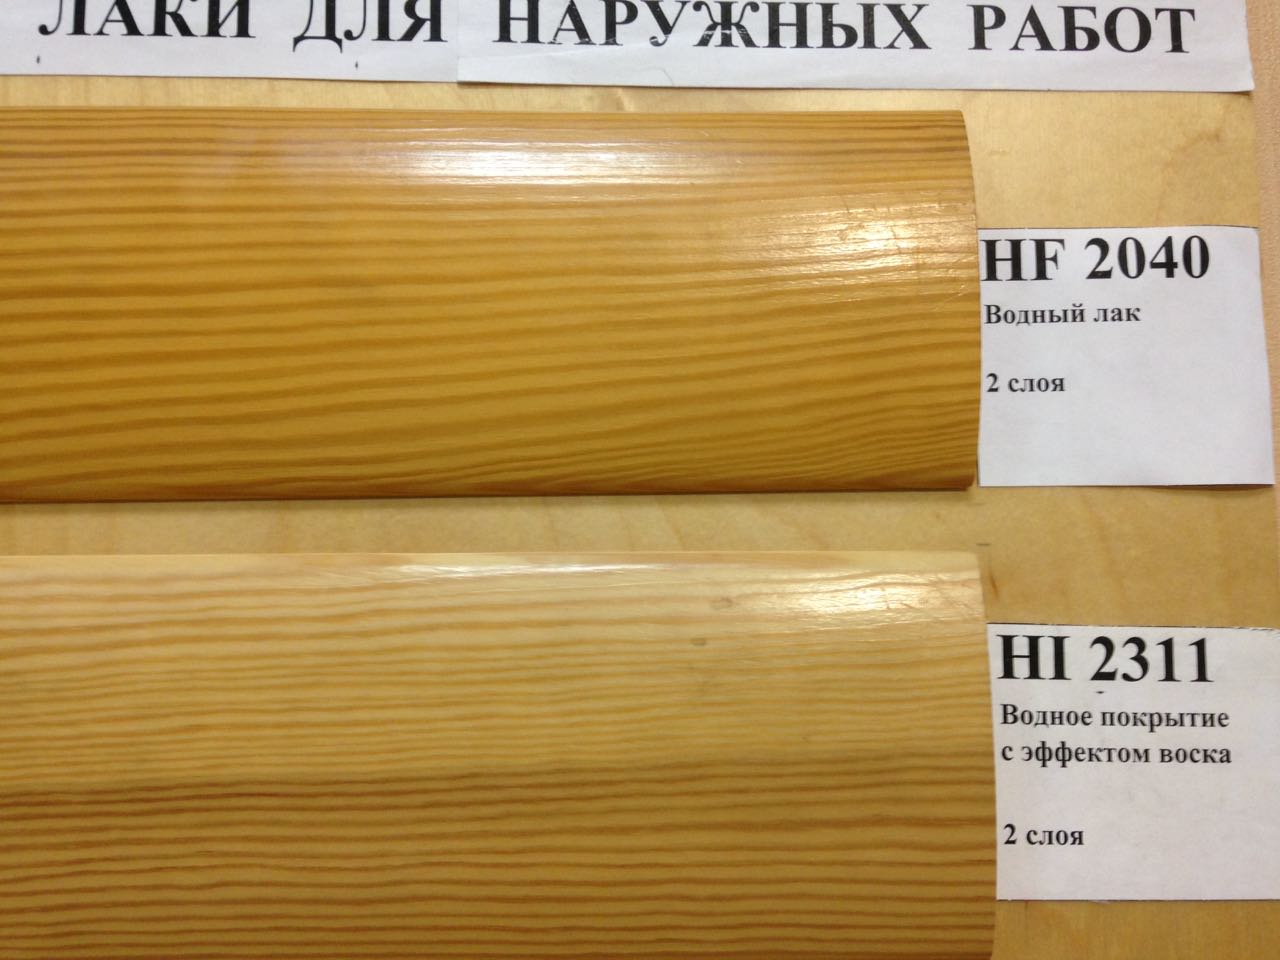 ЛАКИ ДЛЯ НАРУЖНЫХ РАБОТ
HF 2040
Водный лак
2 слоя
HI 2311
Водное покрытие
с эффектом воска
2 слоя